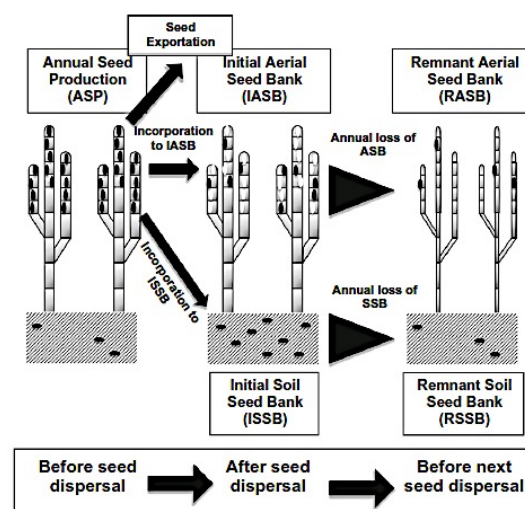 Seed
Exportation
Annual Seed
Production
(ASP)
Initial Aerial
Seed Bank
(IASB)
Remnant Aerial
Seed Bank
(RASB)
Incorporation
to IASB
Annual loss of
ASB
Incorporation to
ISSB
Annual loss of
SSB
Initial Soil
Seed Bank
(ISSB)
Remnant Soil
Seed Bank
(RSSB)
Before seed
dispersal
After seed
dispersal
Before next
seed dispersal